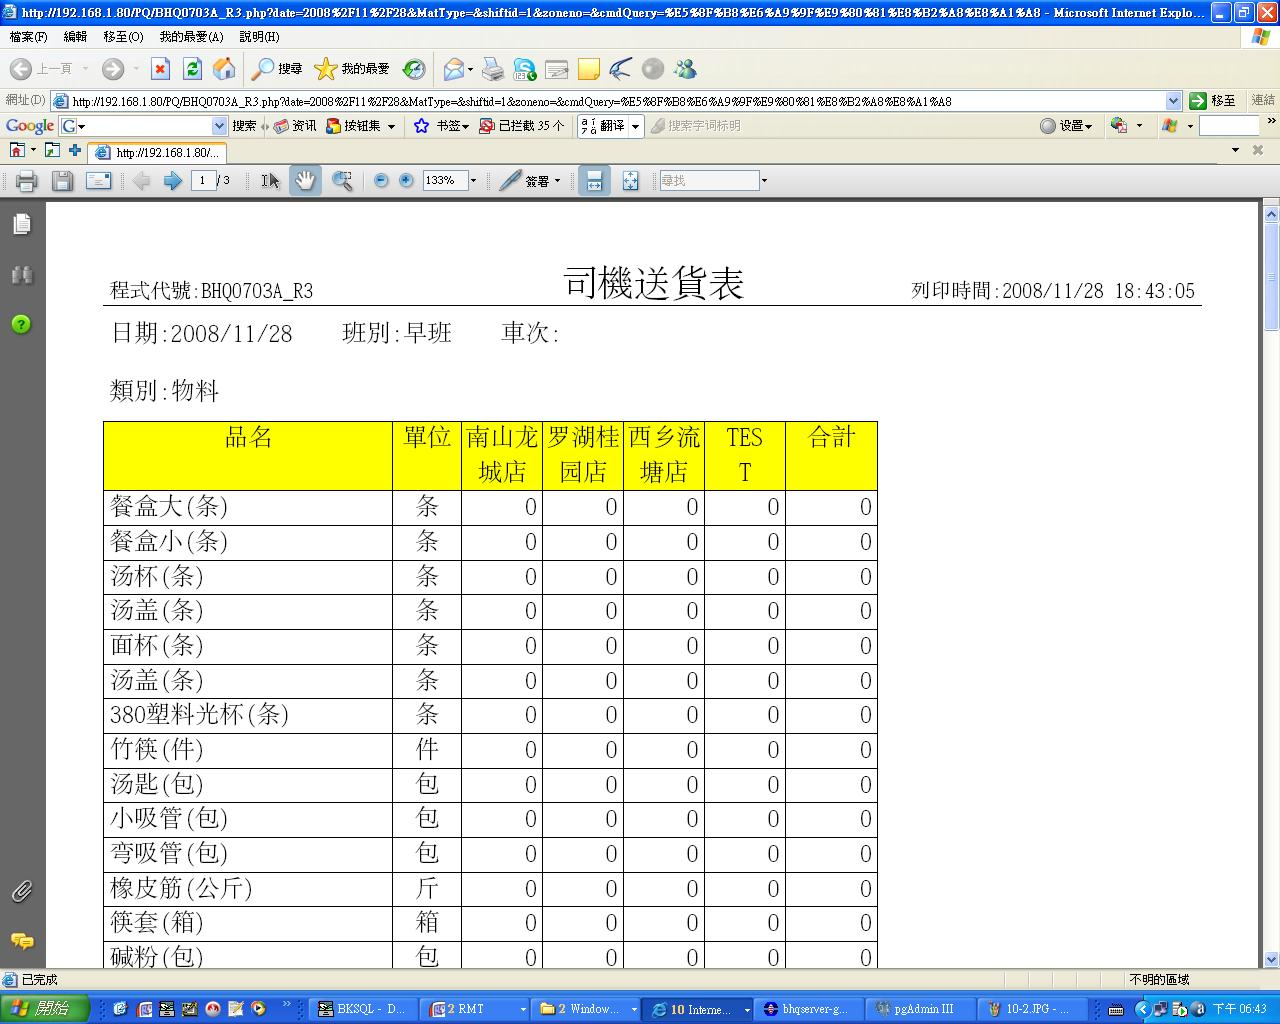 http://192.168.1.80/PQ/BHQ0703A_R3.php?date=2008%2F11%2F28&MatType=&shiftid=1&zoneno=&cmdQuery=%E5%8F%B8%E6%A9%9F%E9%80%81%E8%B2%A8%E8%A1%A8 - Microsoft Internet Explo...
檔案(F) 編輯 移至(O) 我的最愛(A) 說明(H)
上一頁 搜尋 我的最愛
網址(D) http://192.168.1.80/PQ/BHQ0703A_R3.php?date=2008%2F11%2F28&MatType=&shiftid=1&zoneno=&cmdQuery=%E5%8F%B8%E6%A9%9F%E9%80%81%E8%B2%A8%E8%A1%A8 移至 連結
Google G 搜索 资讯 按钮集 书签 已拦截 35 个 翻译 搜索字词标明 设置 »
http://192.168.1.80/...
1 / 3 133% 簽署 尋找
程式代號:BHQ0703A_R3 司機送貨表 列印時間:2008/11/28 18:43:05
日期:2008/11/28 班別:早班 車次:
類別:物料
品名 單位 南山龙 罗湖桂 西乡流 TES 合計
城店 园店 塘店 T
餐盒大(条) 条 0 0 0 0 0
餐盒小(条) 条 0 0 0 0 0
汤杯(条) 条 0 0 0 0 0
汤盖(条) 条 0 0 0 0 0
面杯(条) 条 0 0 0 0 0
汤盖(条) 条 0 0 0 0 0
380塑料光杯(条) 条 0 0 0 0 0
竹筷(件) 件 0 0 0 0 0
汤匙(包) 包 0 0 0 0 0
小吸管(包) 包 0 0 0 0 0
弯吸管(包) 包 0 0 0 0 0
橡皮筋(公斤) 斤 0 0 0 0 0
筷套(箱) 箱 0 0 0 0 0
碱粉(包) 包 0 0 0 0 0
已完成 不明的區域
開始 » BKSQL - D... 2 RMT 2 Window... 10 Interne... bhqserver-g... pgAdmin III 10-2.JPG - ... 下午 06:43